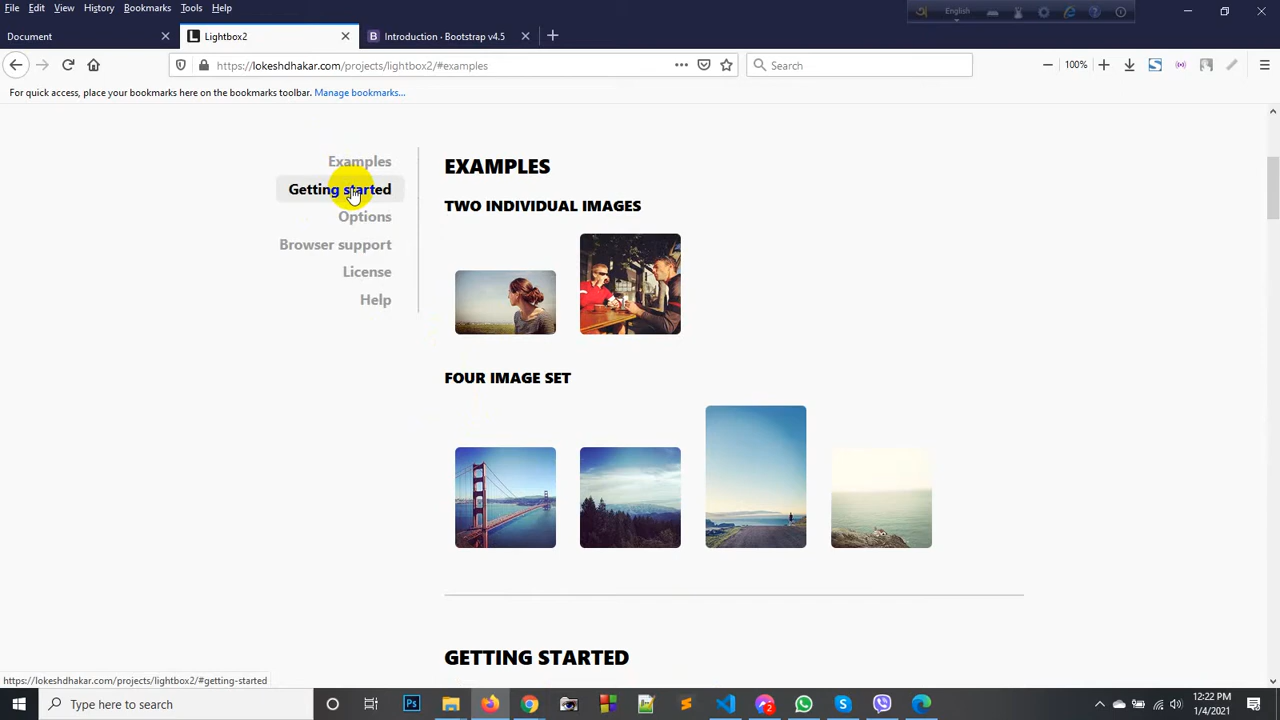 File Edit View History Bookmarks Tools Help
English
Document
Lightbox2
Introduction · Bootstrap v4.5
https://lokeshdhakar.com/projects/lightbox2/#examples
Search
100%
For quick access, place your bookmarks here on the bookmarks toolbar. Manage bookmarks...
Examples
Getting started
Options
Browser support
License
Help
EXAMPLES
TWO INDIVIDUAL IMAGES
FOUR IMAGE SET
GETTING STARTED
https://lokeshdhakar.com/projects/lightbox2/#getting-started
Type here to search
Ps
2
12:22 PM
1/4/2021